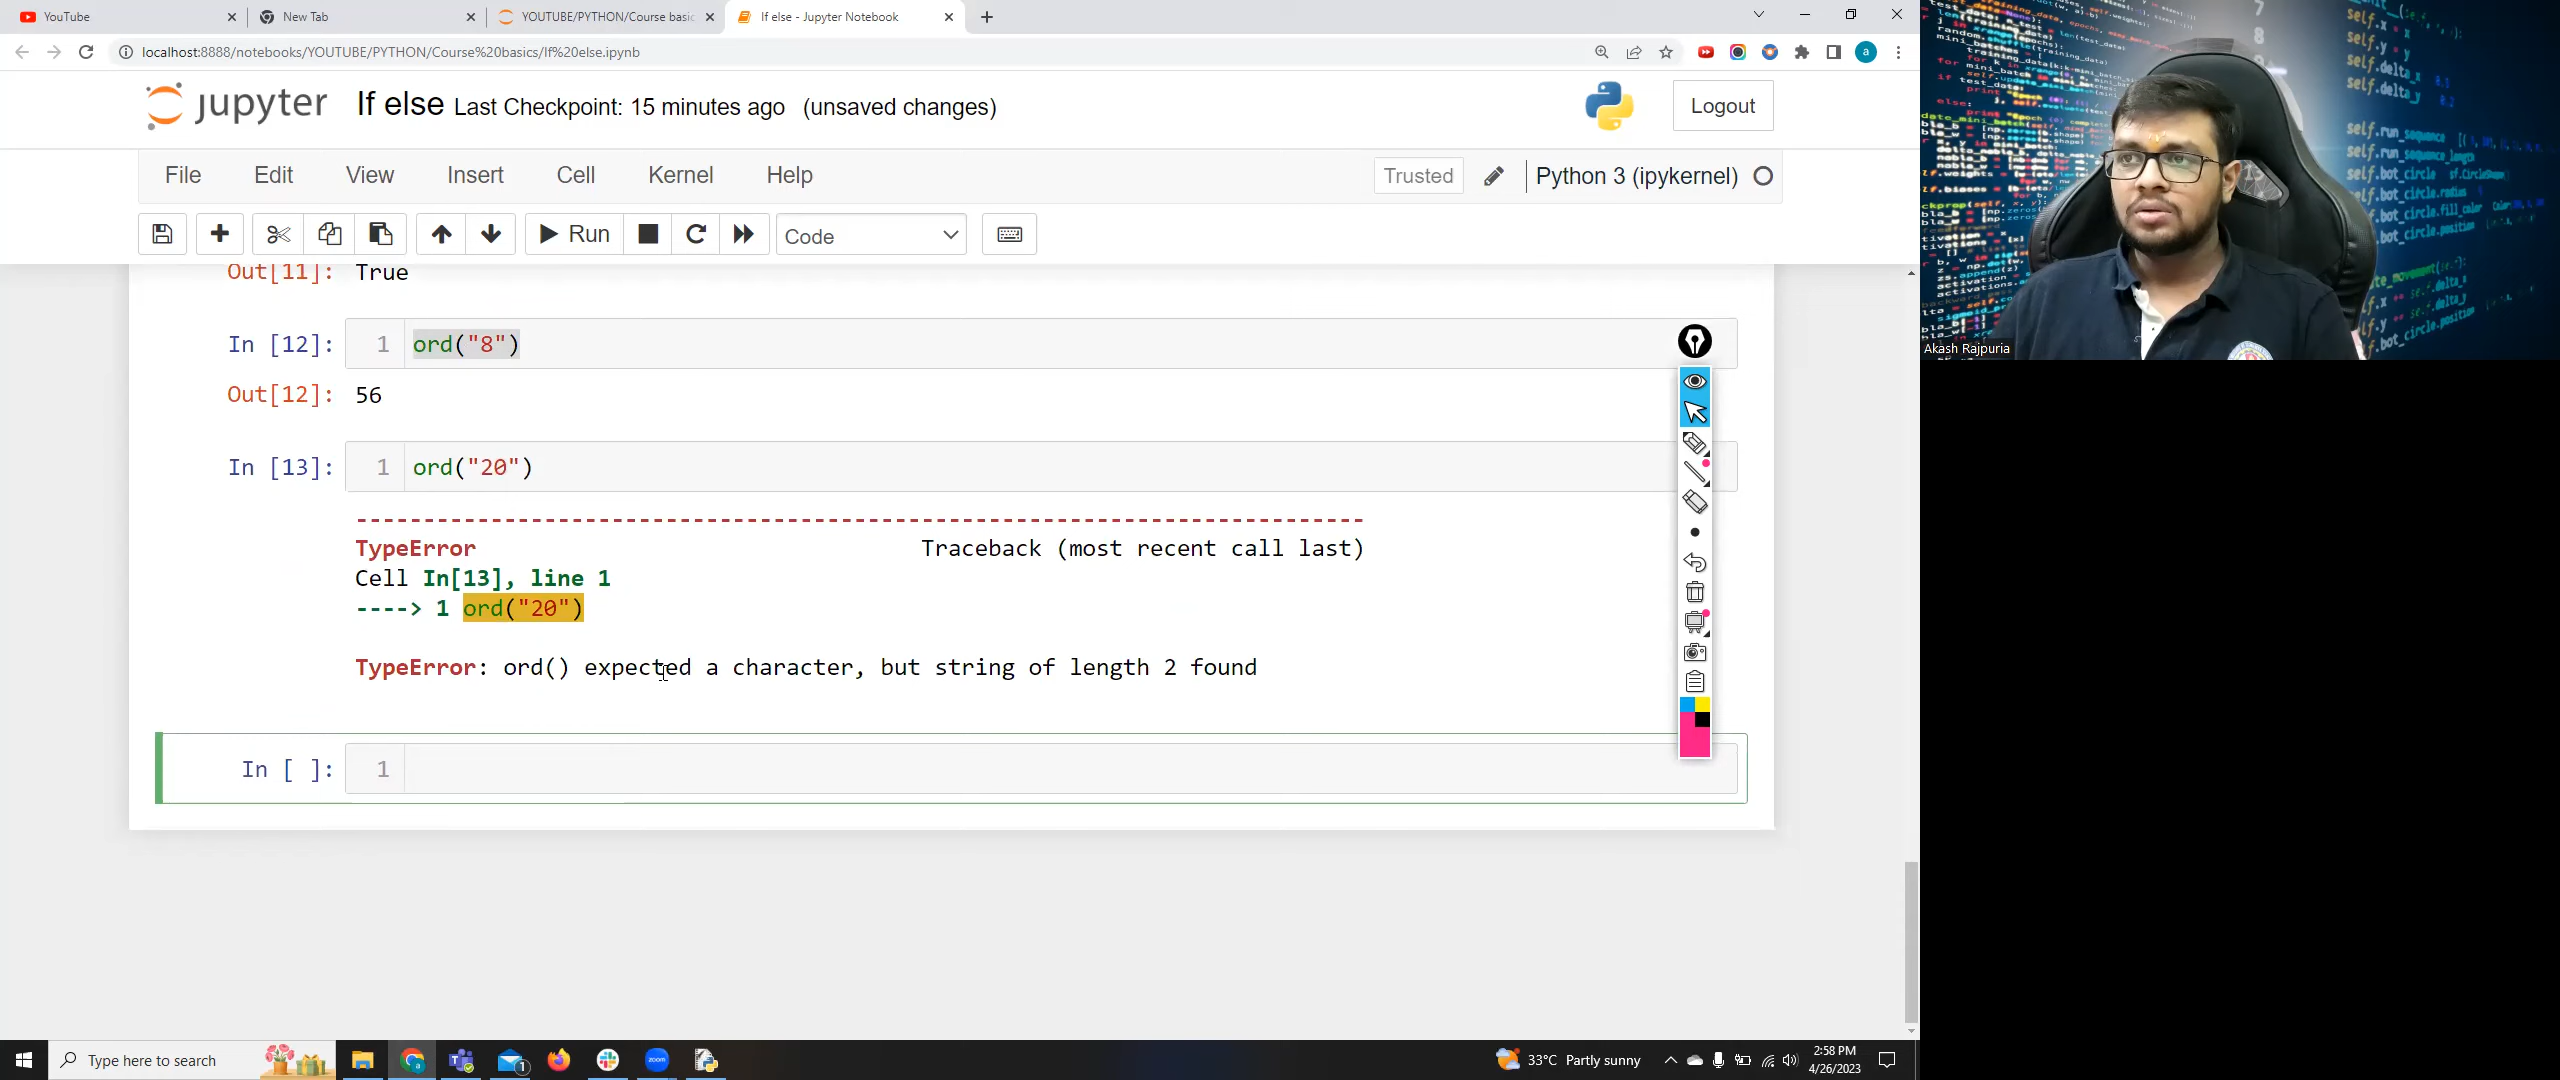 YouTube
New Tab
YOUTUBE/PYTHON/Course basic
If else - Jupyter Notebook
localhost:8888/notebooks/YOUTUBE/PYTHON/Course%20basics/If%20else.ipynb
a
jupyter If else Last Checkpoint: 15 minutes ago (unsaved changes)
Logout
File Edit View Insert Cell Kernel Help
Trusted
Python 3 (ipykernel)
Run
Code
Out[11]: True
In [12]: 1 ord("8")
Out[12]: 56
In [13]: 1 ord("20")
---------------------------------------------------------------------------
TypeError Traceback (most recent call last)
Cell In[13], line 1
----> 1 ord("20")
TypeError: ord() expected a character, but string of length 2 found
In [ ]: 1
Akash Rajpuria
Type here to search
33°C Partly sunny
2:58 PM
4/26/2023